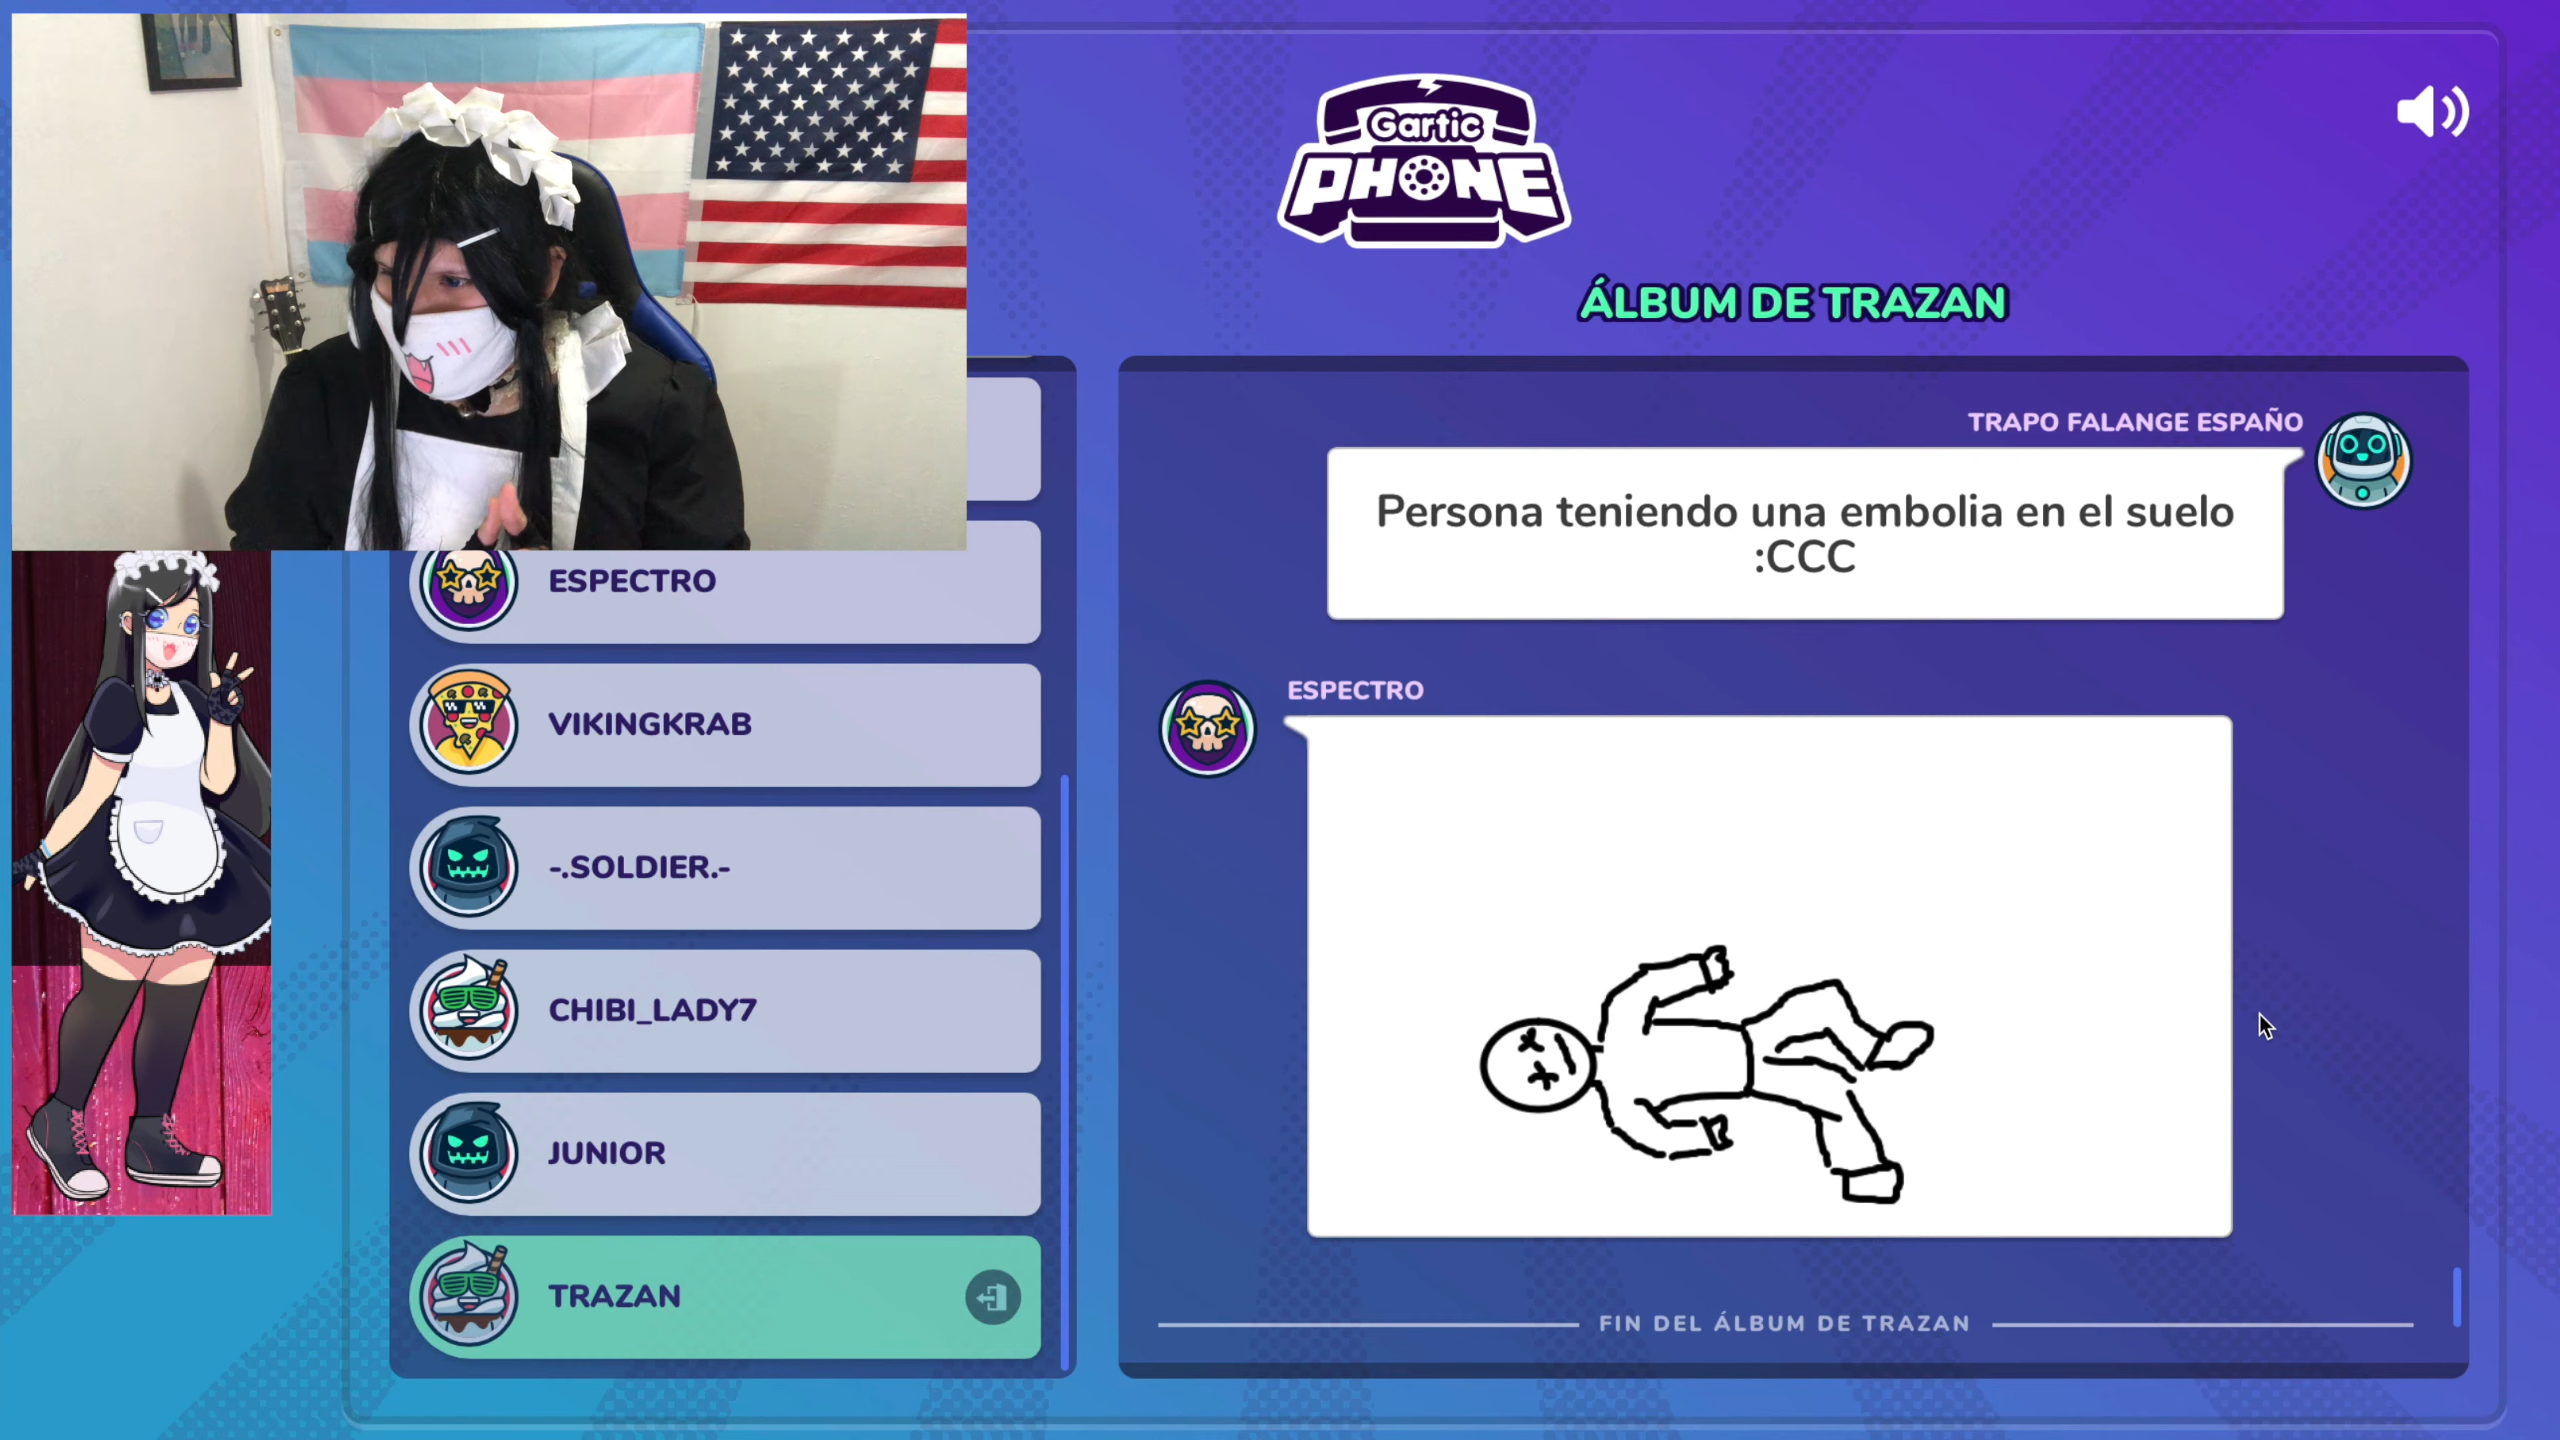 Gartic
PHONE
ÁLBUM DE TRAZAN
TRAPO FALANGE ESPAÑO
Persona teniendo una embolia en el suelo
:CCC
ESPECTRO
ESPECTRO
VIKINGKRAB
-.SOLDIER.-
CHIBI_LADY7
JUNIOR
TRAZAN
FIN DEL ÁLBUM DE TRAZAN